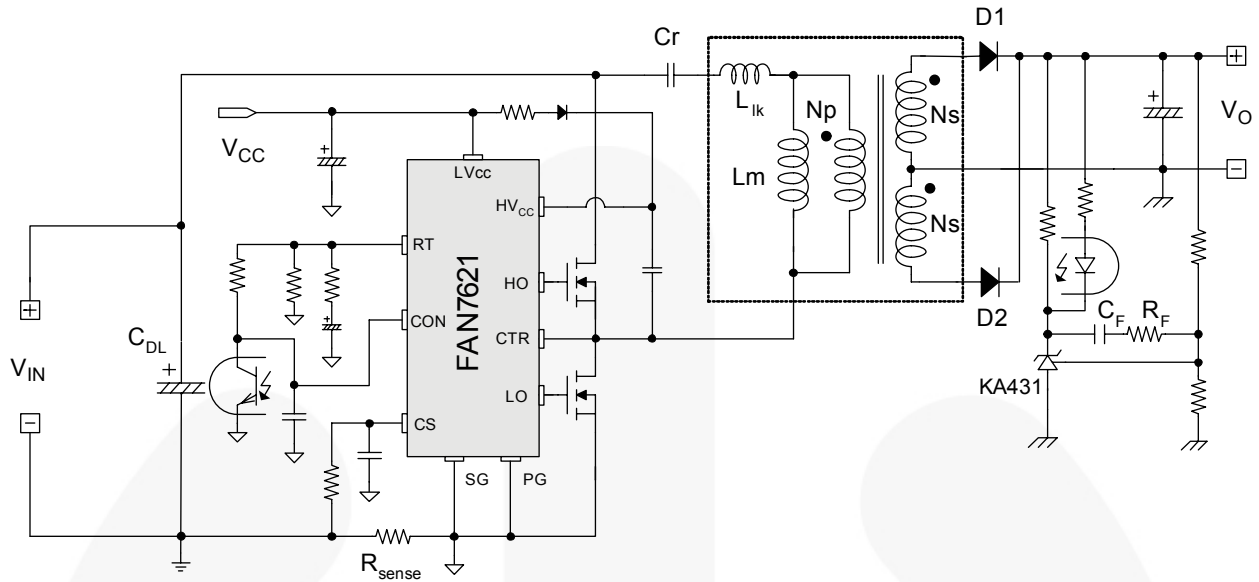 D1
Cr
L_lk
Np
Ns
V_O
V_CC
LVcc
Lm
HV_CC
Ns
RT
HO
CON
FAN7621
D2
C_F
R_F
C_DL
CTR
V_IN
LO
KA431
CS
SG
PG
R_sense